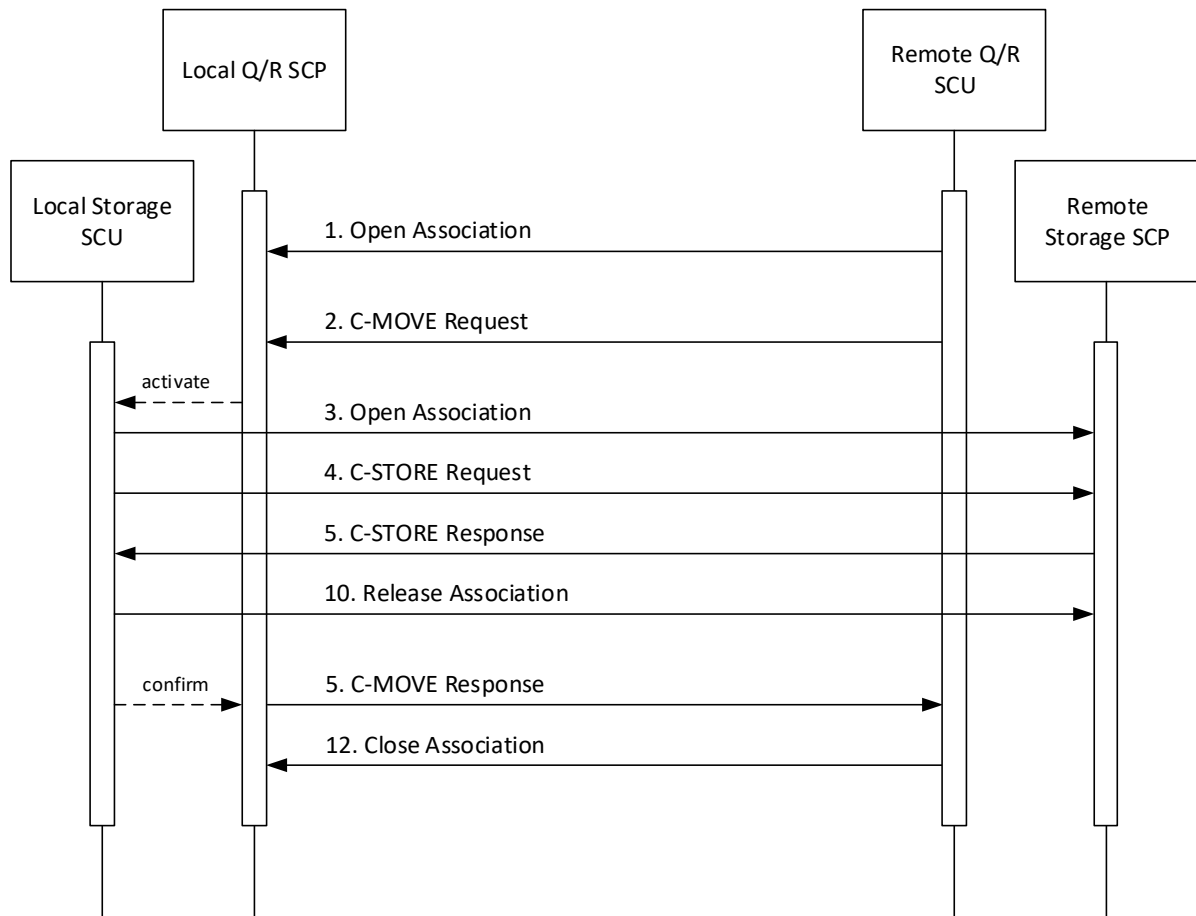 Local Q/R SCP
Remote Q/R
SCU
Local Storage
SCU
Remote
Storage SCP
1. Open Association
2. C-MOVE Request
activate
3. Open Association
4. C-STORE Request
5. C-STORE Response
10. Release Association
confirm
5. C-MOVE Response
12. Close Association